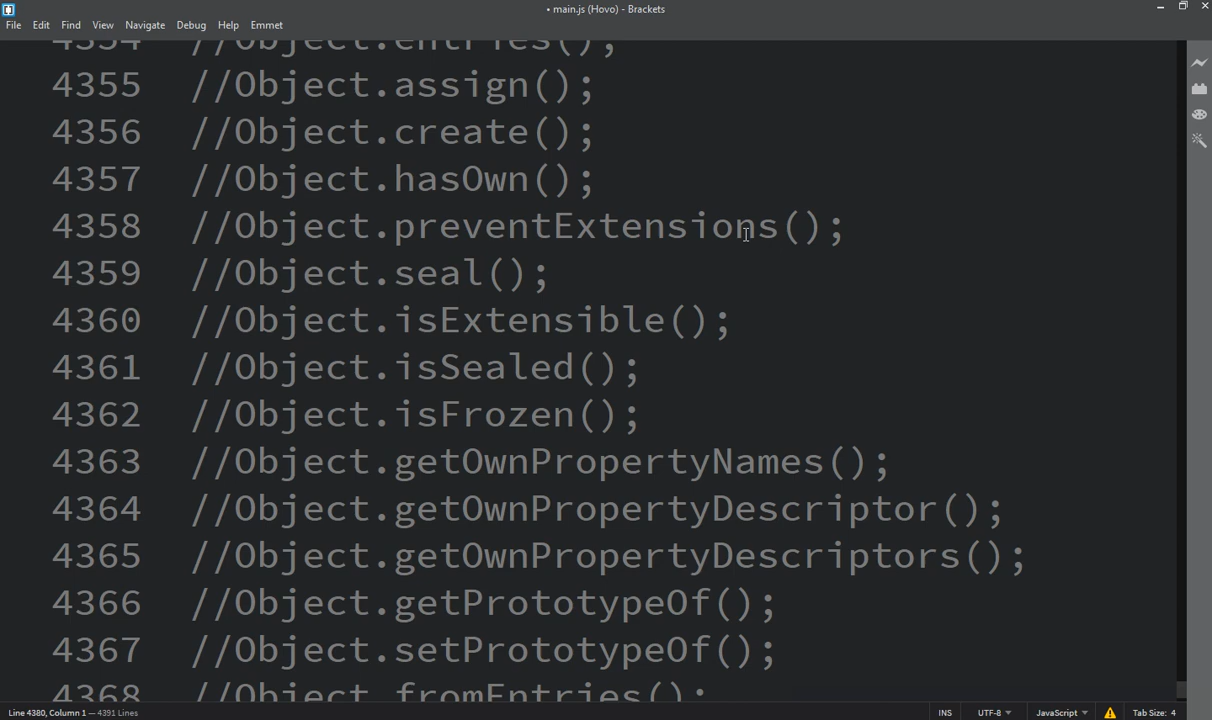 • main.js (Hovo) - Brackets
File Edit Find View Navigate Debug Help Emmet
4354 //Object.entries();
4355 //Object.assign();
4356 //Object.create();
4357 //Object.hasOwn();
4358 //Object.preventExtensions();
4359 //Object.seal();
4360 //Object.isExtensible();
4361 //Object.isSealed();
4362 //Object.isFrozen();
4363 //Object.getOwnPropertyNames();
4364 //Object.getOwnPropertyDescriptor();
4365 //Object.getOwnPropertyDescriptors();
4366 //Object.getPrototypeOf();
4367 //Object.setPrototypeOf();
4368 //Object.fromEntries();
Line 4380, Column 1 — 4391 Lines INS UTF-8 JavaScript Tab Size: 4